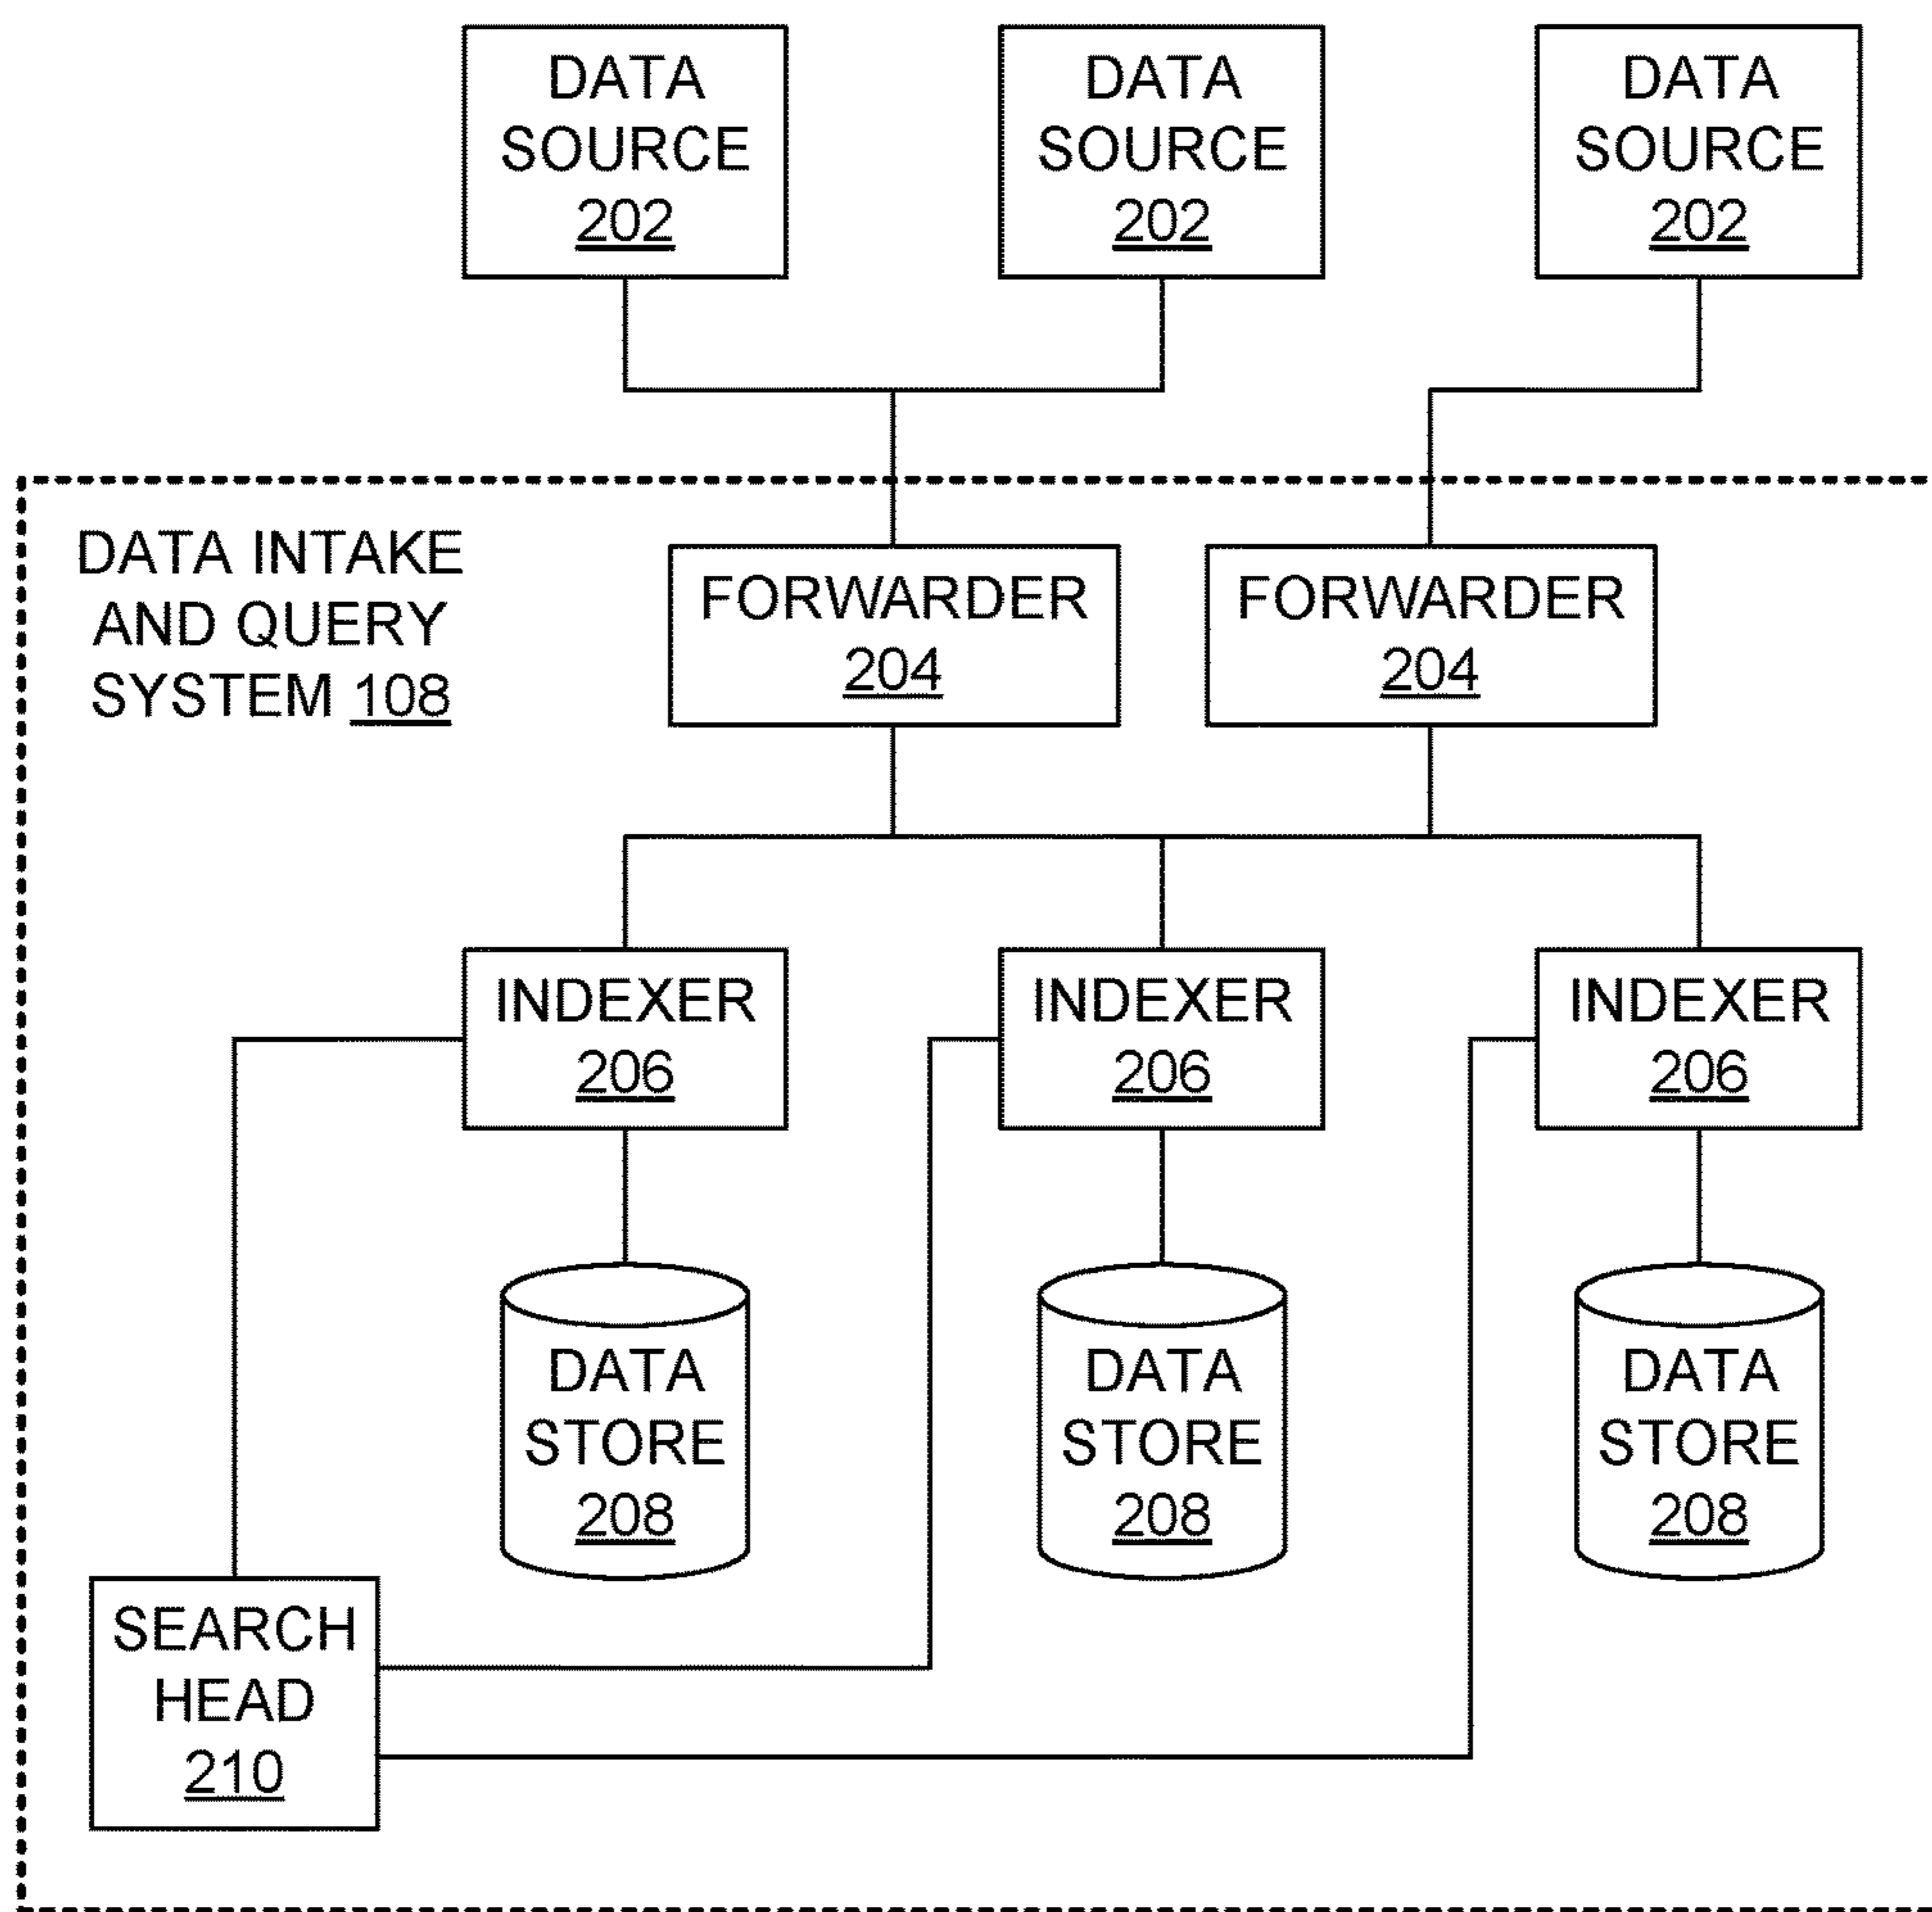 DATA
SOURCE
202
DATA
SOURCE
202
DATA
SOURCE
202
DATA INTAKE
AND QUERY
SYSTEM 108
FORWARDER
204
FORWARDER
204
INDEXER
206
INDEXER
206
INDEXER
206
DATA
STORE
208
DATA
STORE
208
DATA
STORE
208
SEARCH
HEAD
210